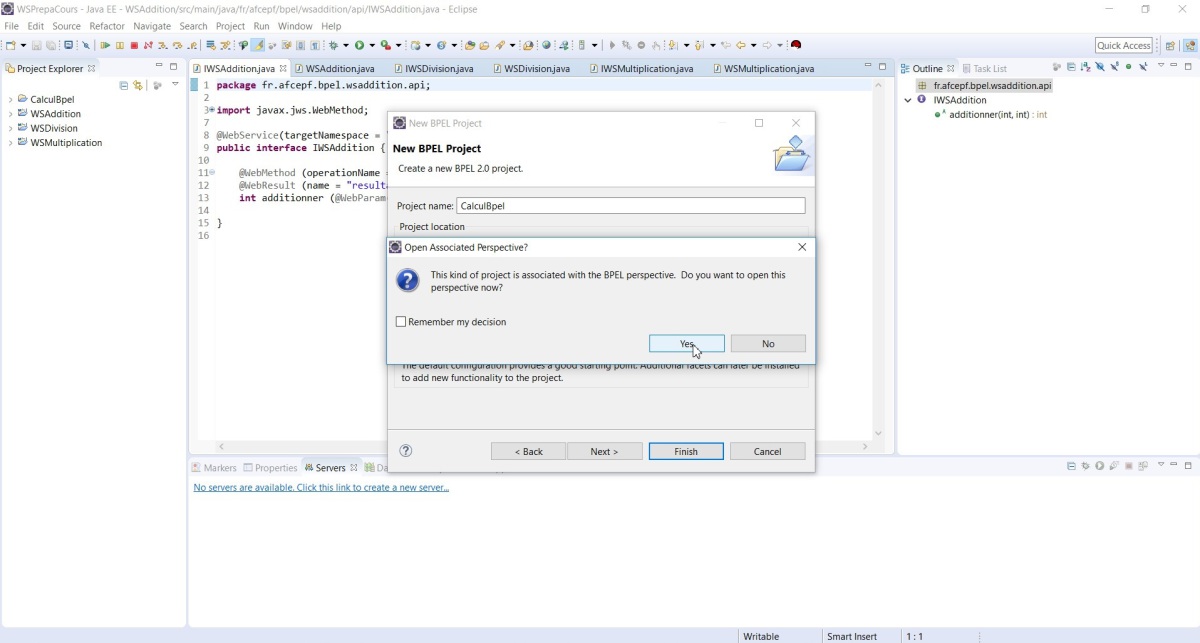 WSPrepaCours - Java EE - WSAddition/src/main/java/fr/afcepf/bpel/wsaddition/api/IWSAddition.java - Eclipse
File Edit Source Refactor Navigate Search Project Run Window Help
Quick Access
Project Explorer
CalculBpel
WSAddition
WSDivision
WSMultiplication
IWSAddition.java WSAddition.java IWSDivision.java WSDivision.java IWSMultiplication.java WSMultiplication.java
1 package fr.afcepf.bpel.wsaddition.api;
2
3 import javax.jws.WebMethod;
7
8 @WebService(targetNamespace =
9 public interface IWSAddition {
10
11 @WebMethod (operationName
12 @WebResult (name = "result
13 int additionner (@WebParam
14
15 }
16
Outline Task List
fr.afcepf.bpel.wsaddition.api
IWSAddition
additionner(int, int) : int
New BPEL Project
New BPEL Project
Create a new BPEL 2.0 project.
Project name: CalculBpel
Project location
Open Associated Perspective?
This kind of project is associated with the BPEL perspective. Do you want to open this
perspective now?
Remember my decision
Yes No
The default configuration provides a good starting point. Additional facets can later be installed
to add new functionality to the project.
< Back Next > Finish Cancel
Markers Properties Servers Da
No servers are available. Click this link to create a new server...
Writable Smart Insert 1 : 1